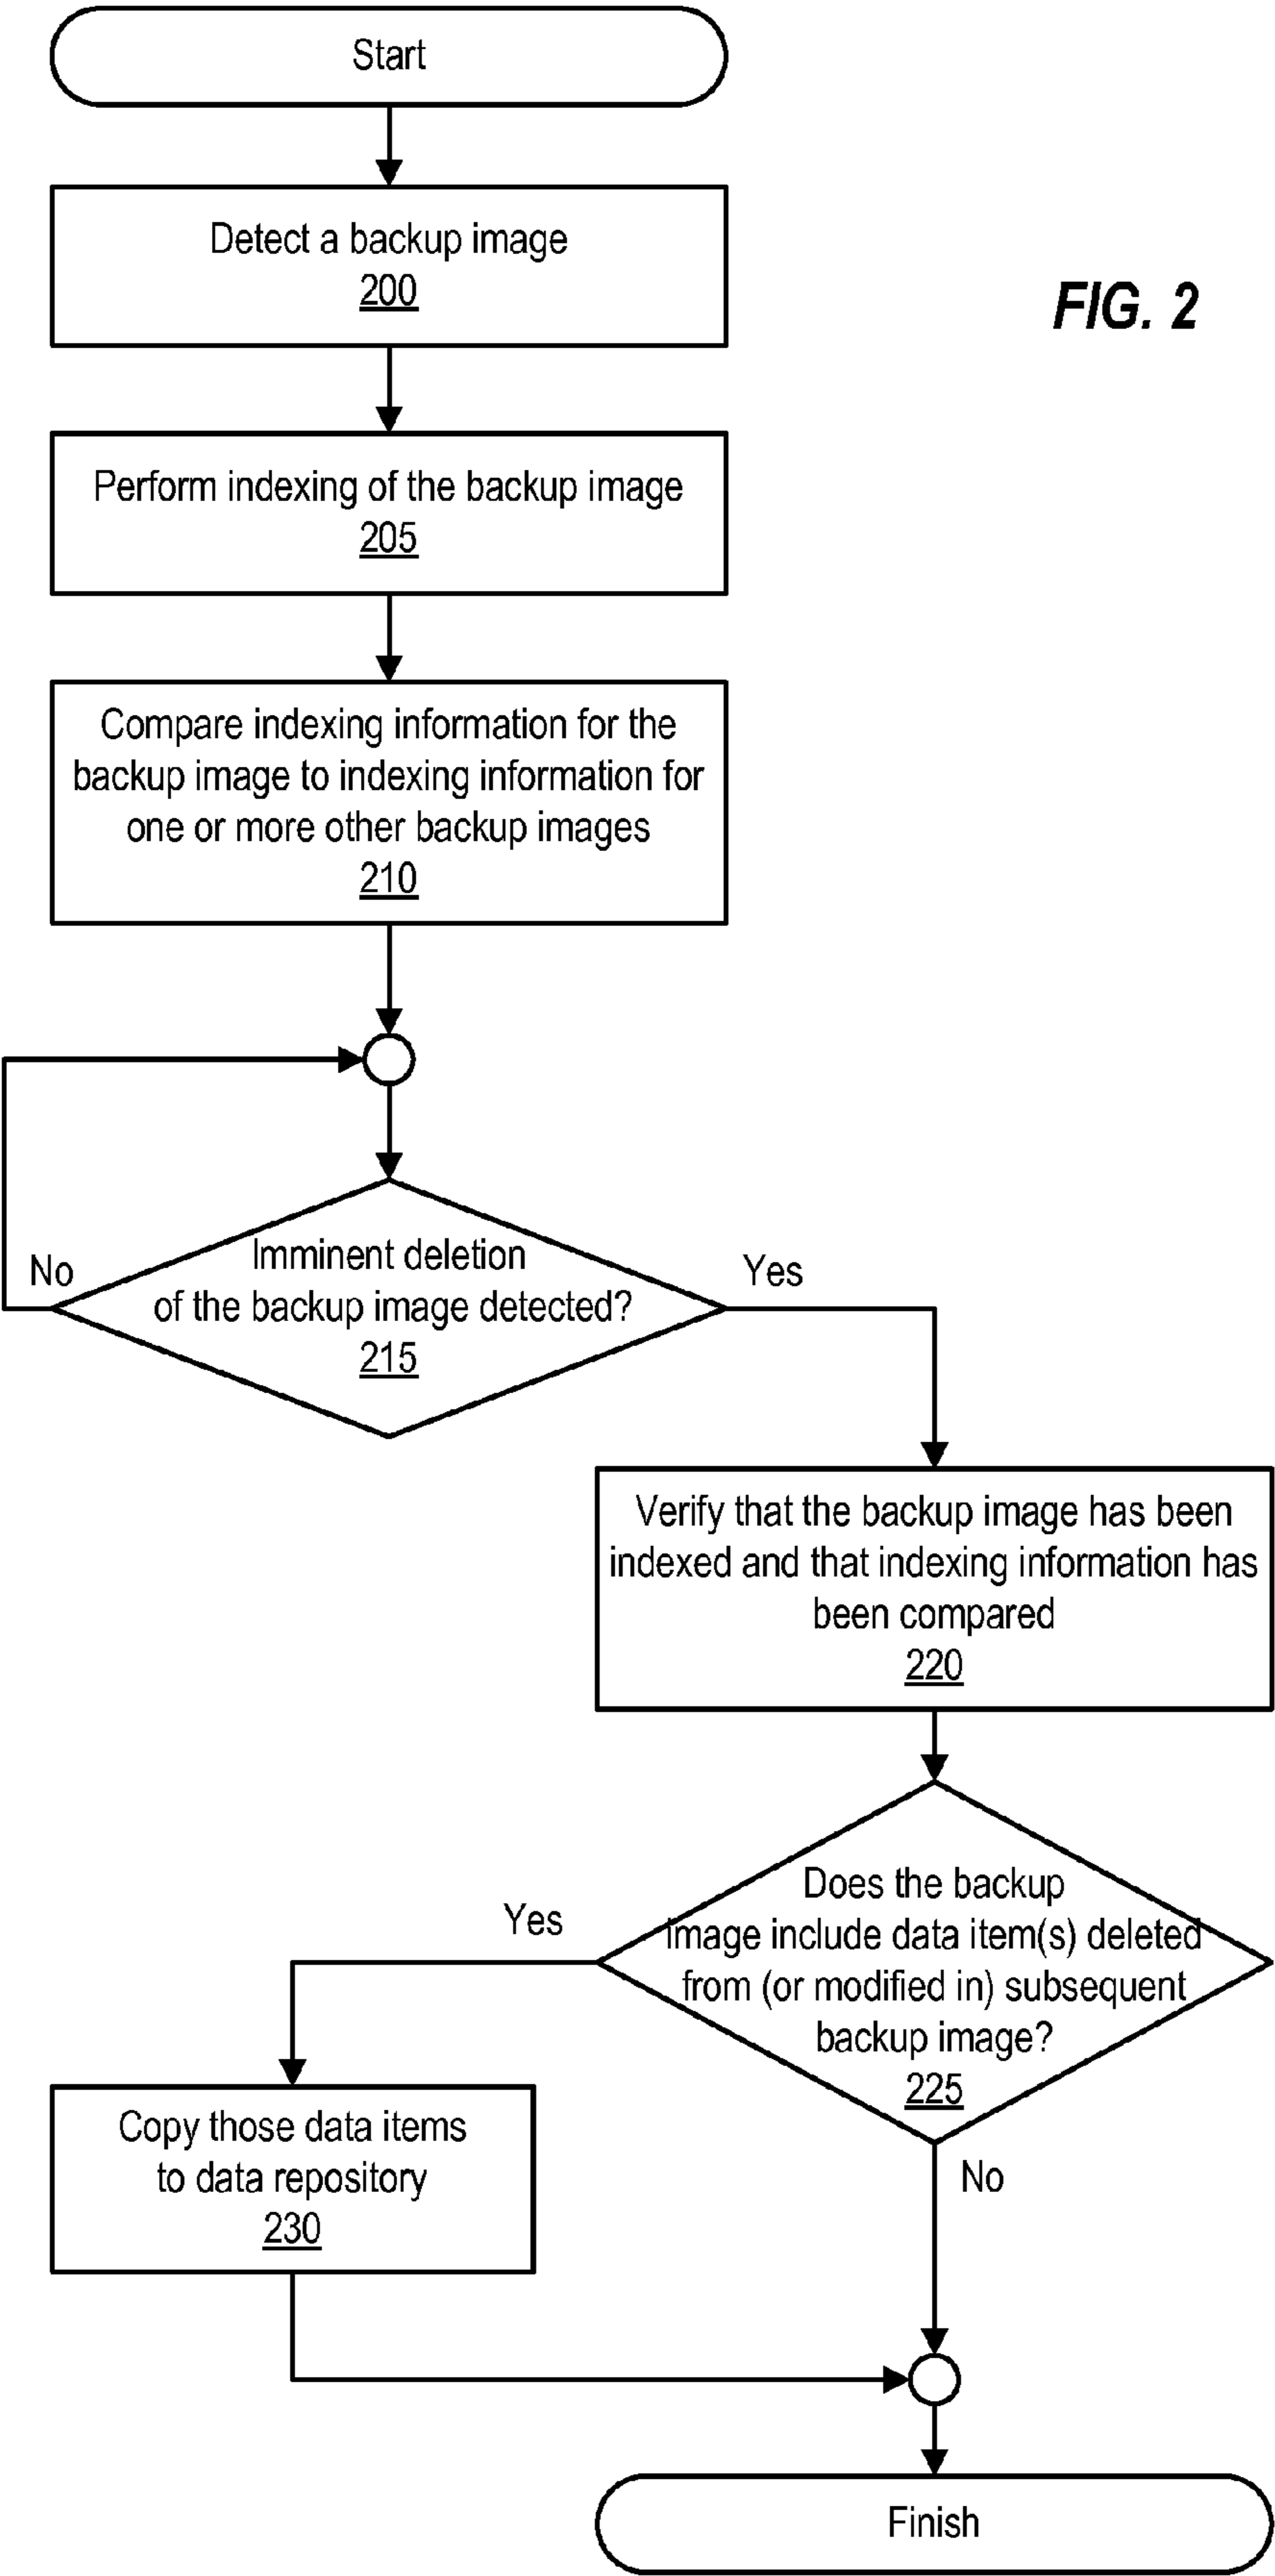 Start
Detect a backup image
200
FIG. 2
Perform indexing of the backup image
205
Compare indexing information for the
backup image to indexing information for
one or more other backup images
210
No
Imminent deletion
of the backup image detected?
215
Yes
Verify that the backup image has been
indexed and that indexing information has
been compared
220
Yes
Does the backup
image include data item(s) deleted
from (or modified in) subsequent
backup image?
225
Copy those data items
to data repository
230
No
Finish